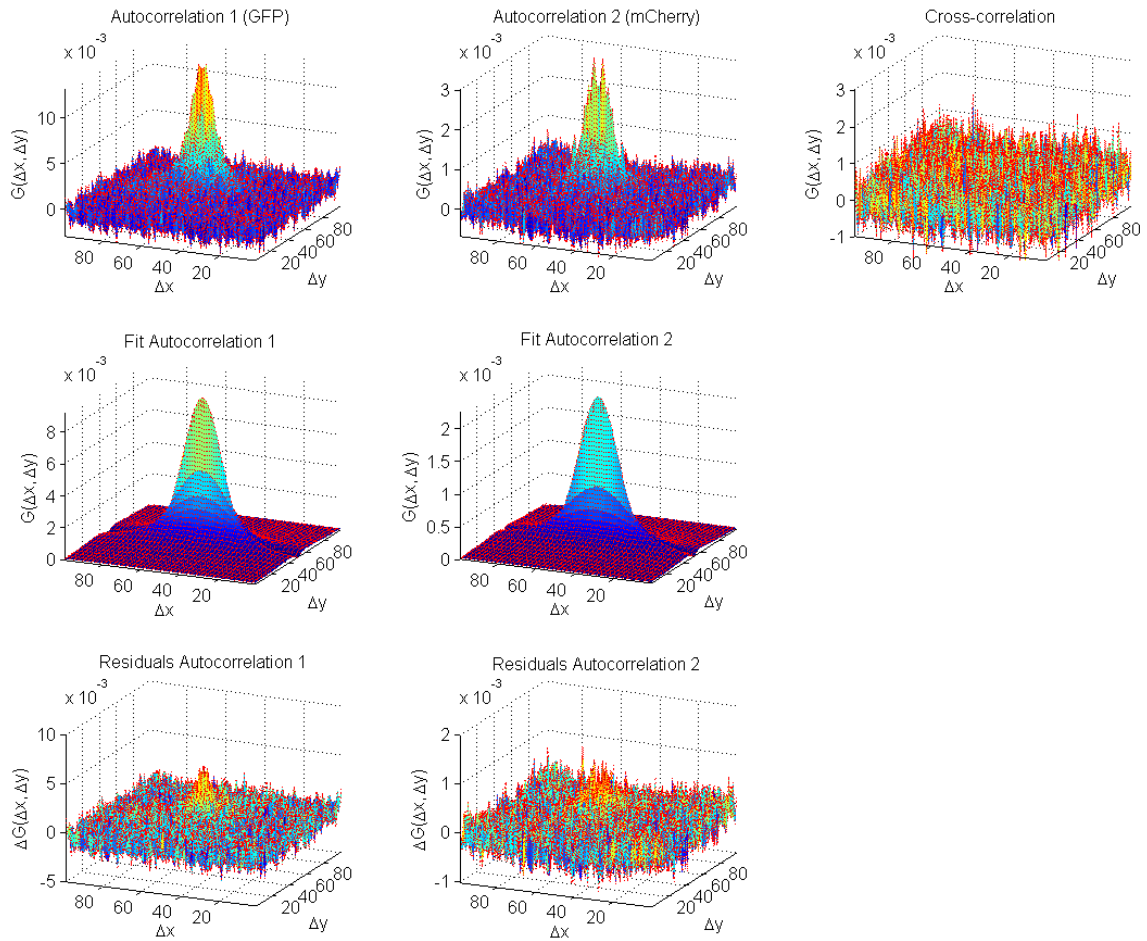 Autocorrelation 1 (GFP)
x 10⁻³
10
5
0
G(Δx, Δy)
80
60
40
20
Δx
20
40
60
80
Δy
Autocorrelation 2 (mCherry)
x 10⁻³
3
2
1
0
G(Δx, Δy)
80
60
40
20
Δx
20
40
60
80
Δy
Cross-correlation
x 10⁻³
3
2
1
0
-1
G(Δx, Δy)
80
60
40
20
Δx
20
40
60
80
Δy
Fit Autocorrelation 1
x 10⁻³
8
6
4
2
0
G(Δx, Δy)
80
60
40
20
Δx
20
40
60
80
Δy
Fit Autocorrelation 2
x 10⁻³
2
1.5
1
0.5
0
G(Δx, Δy)
80
60
40
20
Δx
20
40
60
80
Δy
Residuals Autocorrelation 1
x 10⁻³
10
5
0
-5
ΔG(Δx, Δy)
80
60
40
20
Δx
20
40
60
80
Δy
Residuals Autocorrelation 2
x 10⁻³
2
1
0
-1
ΔG(Δx, Δy)
80
60
40
20
Δx
20
40
60
80
Δy